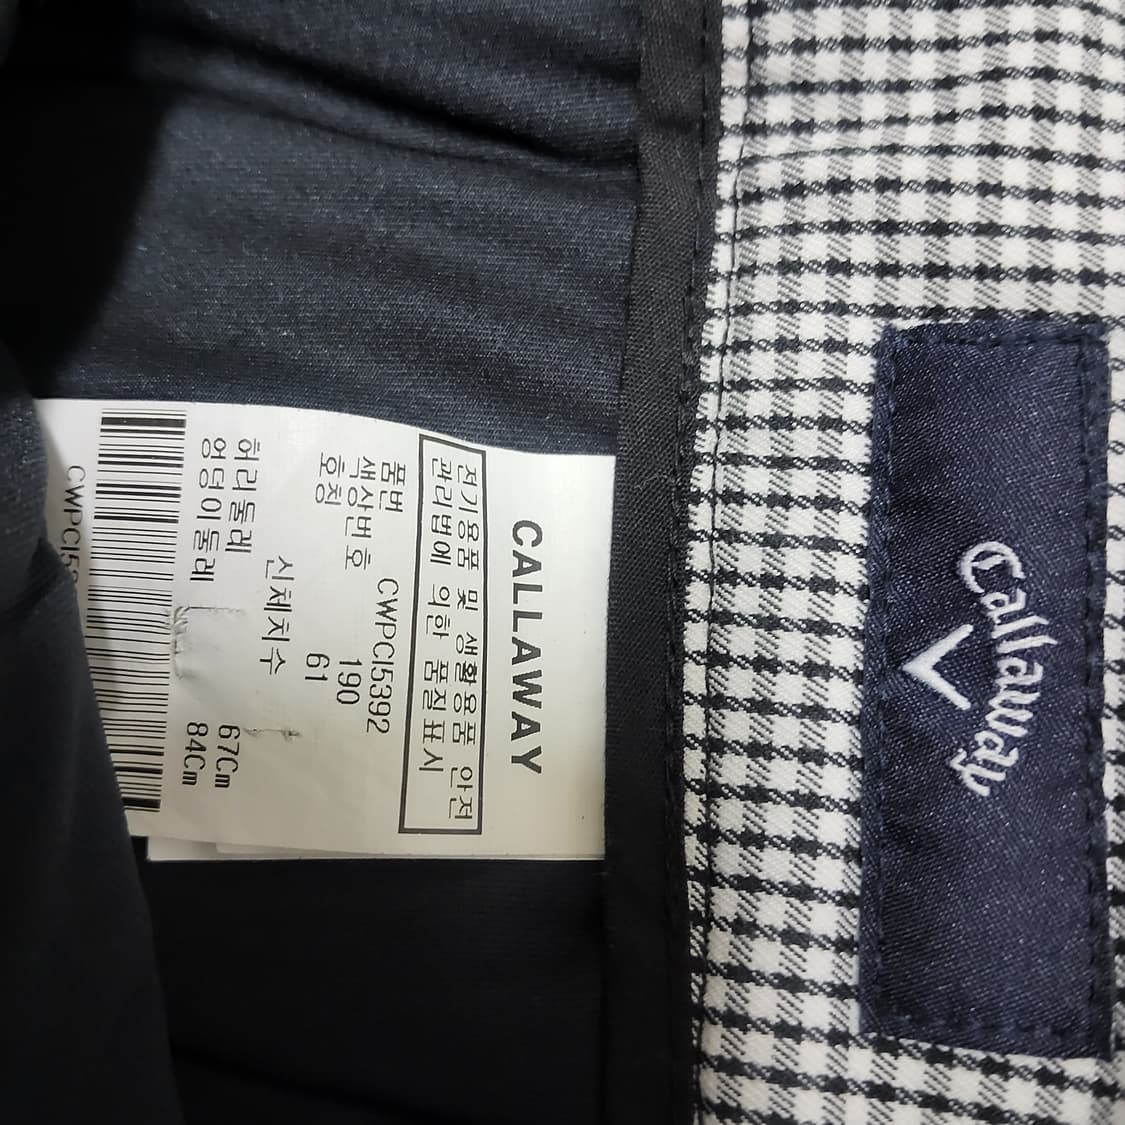 CALLAWAY
전기용품 및 생활용품 안전
관리법에 의한 품질표시
품번 CWPCI5392
색상번호 190
호칭 61
신체치수
허리둘레 67Cm
엉덩이둘레 84Cm
Callaway